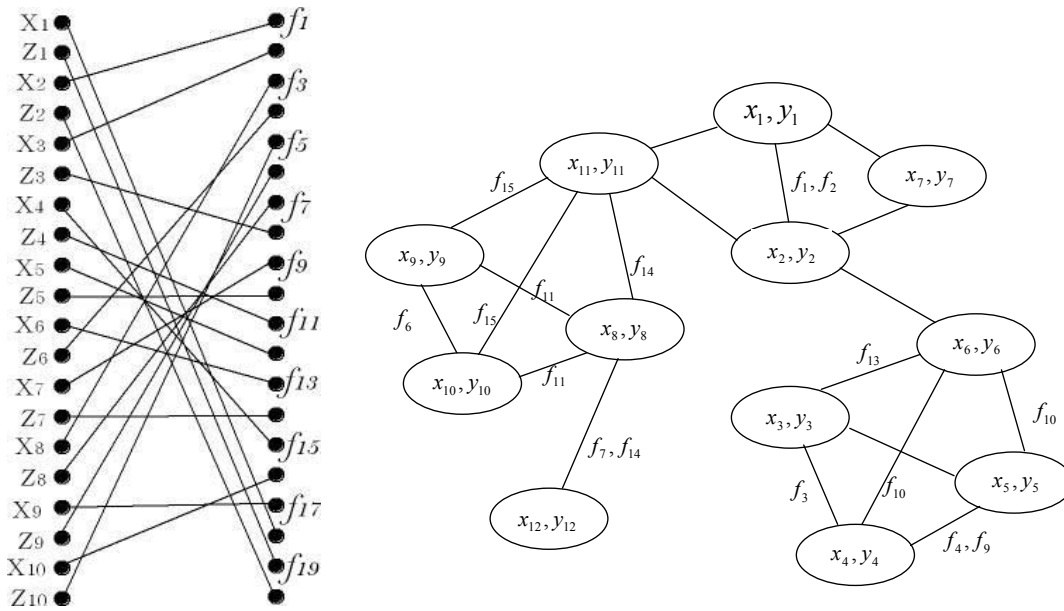 X1
Z1
X2
Z2
X3
Z3
X4
Z4
X5
Z5
X6
Z6
X7
Z7
X8
Z8
X9
Z9
X10
Z10
f1
f3
f5
f7
f9
f11
f13
f15
f17
f19
x1, y1
x11, y11
x7, y7
f1, f2
f15
x9, y9
x2, y2
f14
f11
f6
f15
x8, y8
x6, y6
f13
x10, y10
f11
x3, y3
f10
f7, f14
f3
f10
x5, y5
x12, y12
f4, f9
x4, y4